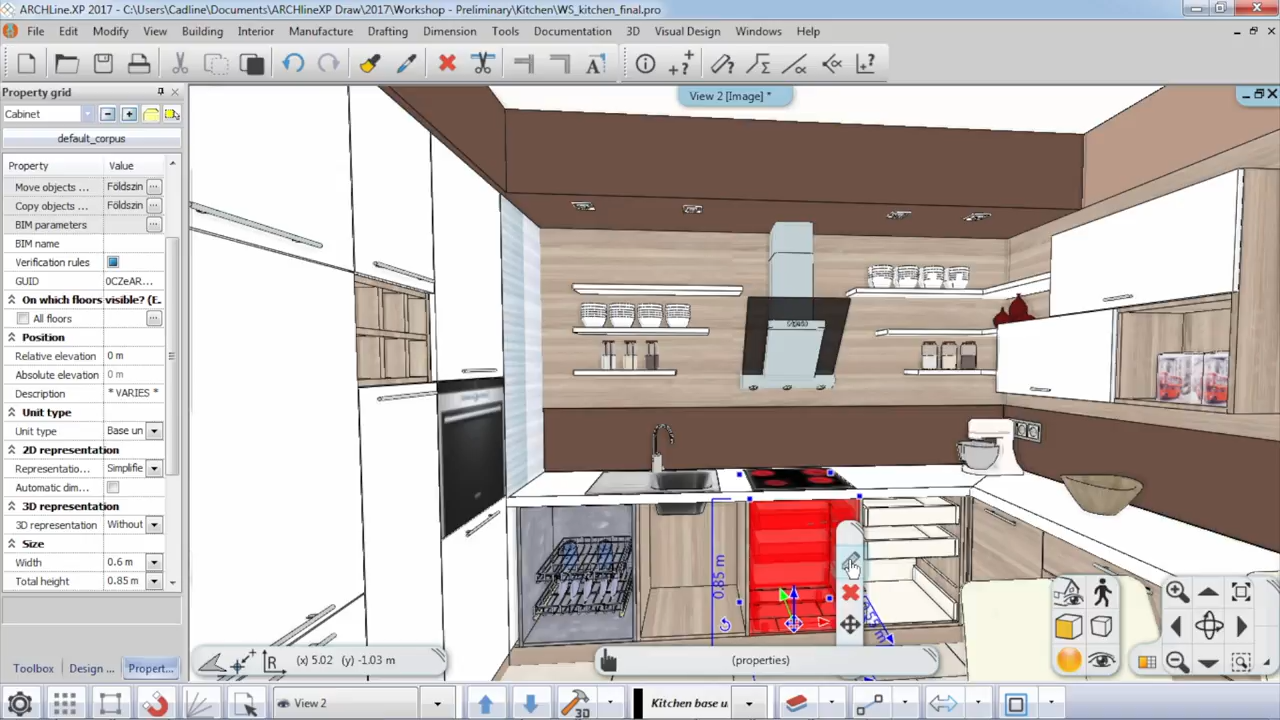 ARCHLine.XP 2017 - C:\Users\Cadline\Documents\ARCHlineXP Draw\2017\Workshop - Preliminary\Kitchen\WS_kitchen_final.pro
File Edit Modify View Building Interior Manufacture Drafting Dimension Tools Documentation 3D Visual Design Windows Help
Property grid
View 2 [Image] *
Cabinet
default_corpus
Property Value
Move objects ... Földszin
Copy objects ... Földszin
BIM parameters
BIM name
Verification rules
GUID 0CZeAR...
On which floors visible? (E.
All floors
Position
Relative elevation 0 m
Absolute elevation 0 m
Description * VARIES *
Unit type
Unit type Base un
2D representation
Representatio... Simplifie
Automatic dim...
3D representation
3D representation Without
Size
Width 0.6 m
Total height 0.85 m
0.85 m
Toolbox Design ... Propert...
R (x) 5.02 (y) -1.03 m
(properties)
View 2
3D
Kitchen base u